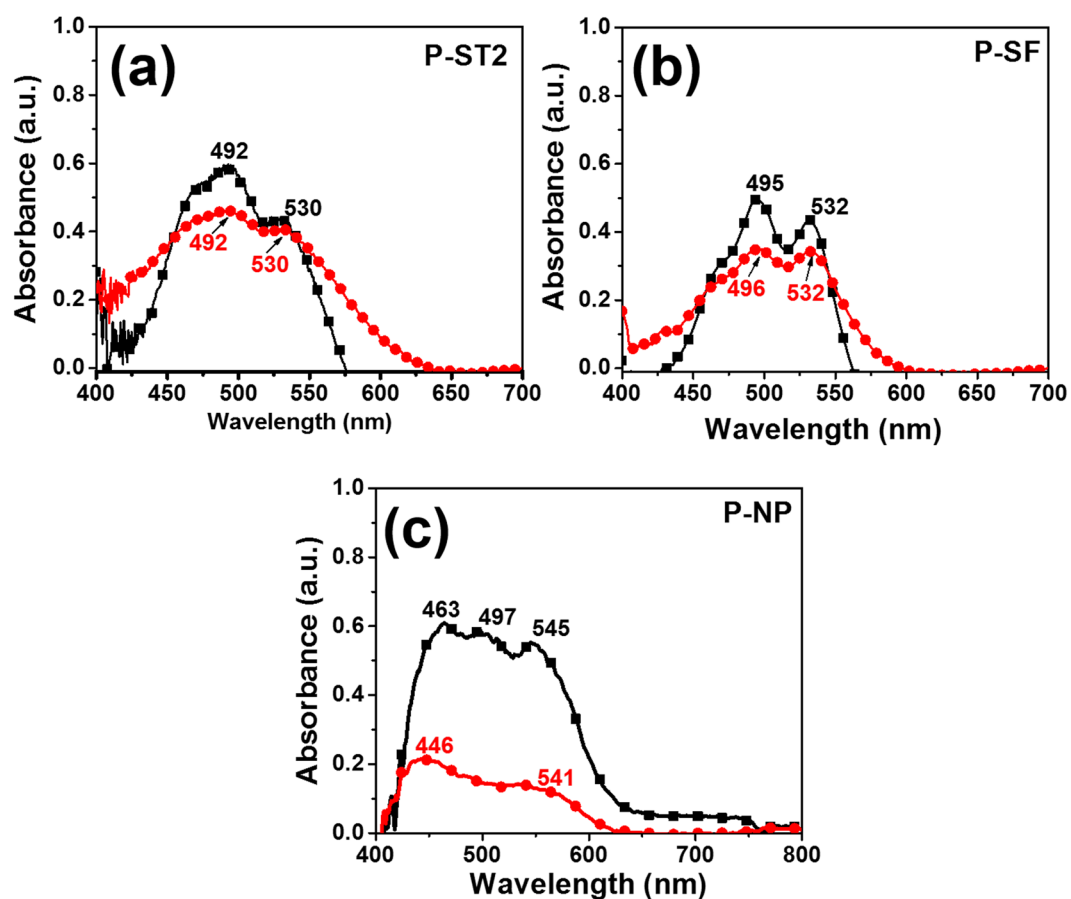 (a)
P-ST2
Absorbance (a.u.)
1.0
0.8
0.6
0.4
0.2
0.0
492
530
492
530
400 450 500 550 600 650 700
Wavelength (nm)
(b)
P-SF
Absorbance (a.u.)
1.0
0.8
0.6
0.4
0.2
0.0
495
532
496
532
400 450 500 550 600 650 700
Wavelength (nm)
(c)
P-NP
Absorbance (a.u.)
1.0
0.8
0.6
0.4
0.2
0.0
463
497
545
446
541
400 500 600 700 800
Wavelength (nm)